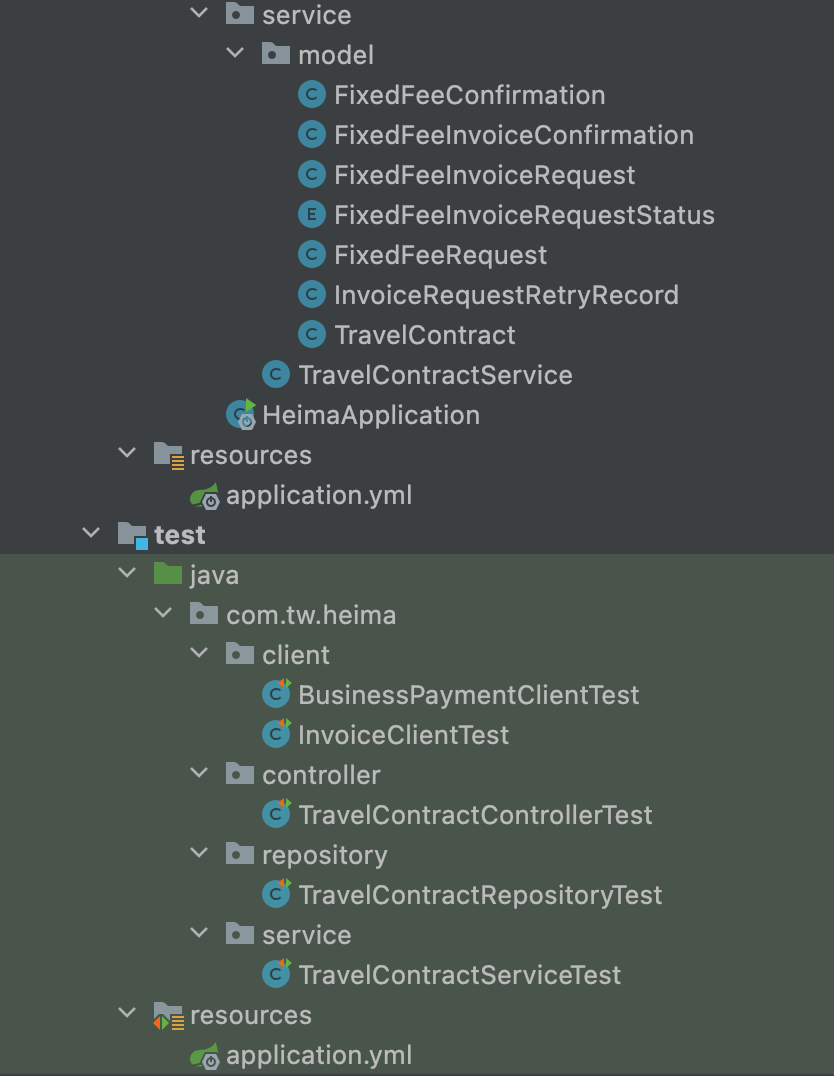 service
model
C FixedFeeConfirmation
C FixedFeeInvoiceConfirmation
C FixedFeeInvoiceRequest
E FixedFeeInvoiceRequestStatus
C FixedFeeRequest
C InvoiceRequestRetryRecord
C TravelContract
C TravelContractService
C HeimaApplication
resources
application.yml
test
java
com.tw.heima
client
C BusinessPaymentClientTest
C InvoiceClientTest
controller
C TravelContractControllerTest
repository
C TravelContractRepositoryTest
service
C TravelContractServiceTest
resources
application.yml